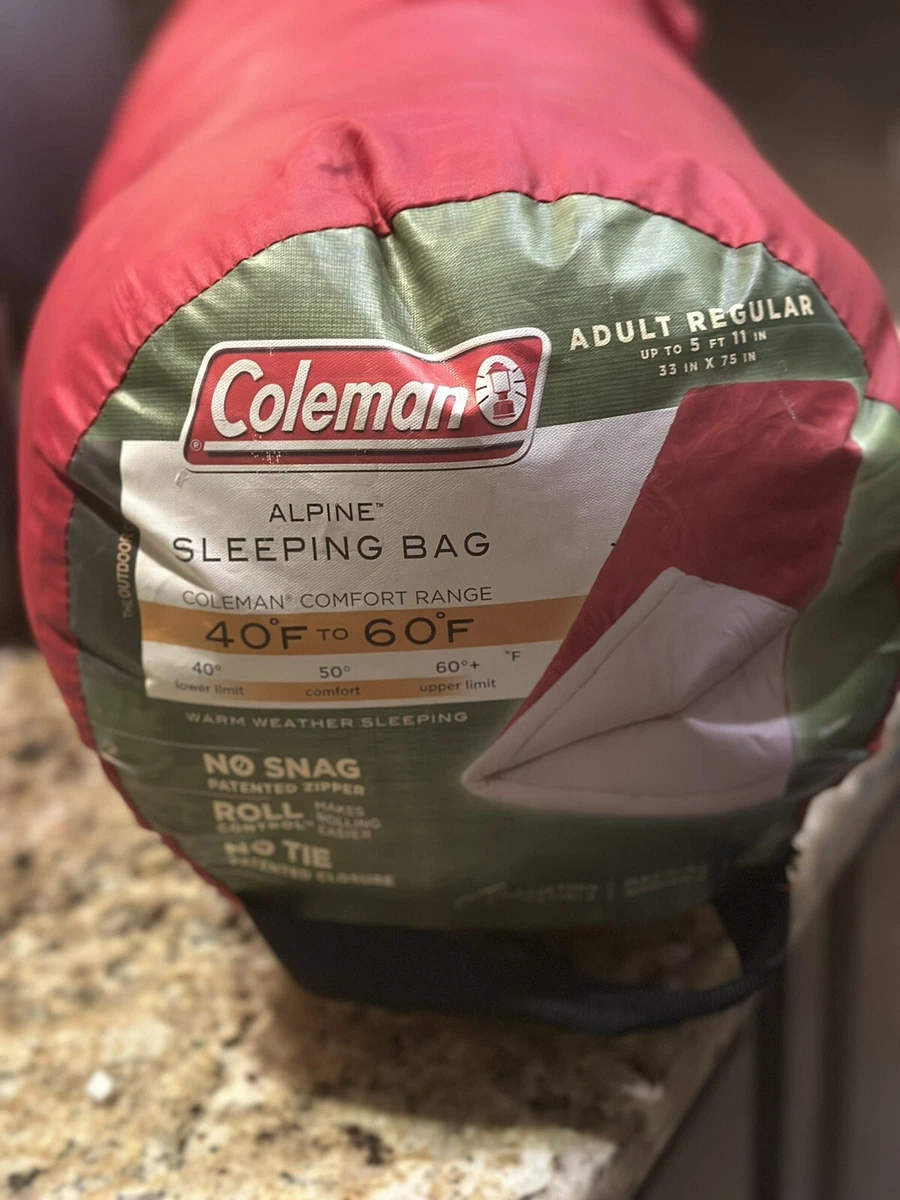 ADULT REGULAR
UP TO 5 FT 11 IN
33 IN X 75 IN
Coleman
®
ALPINE™
SLEEPING BAG
COLEMAN® COMFORT RANGE
40°F TO 60°F
40° 50° 60°+ °F
lower limit comfort upper limit
WARM WEATHER SLEEPING
THE OUTDOOR
NO SNAG
PATENTED ZIPPER
ROLL MAKES
CONTROL™ ROLLING
EASIER
NO TIE
PATENTED CLOSURE